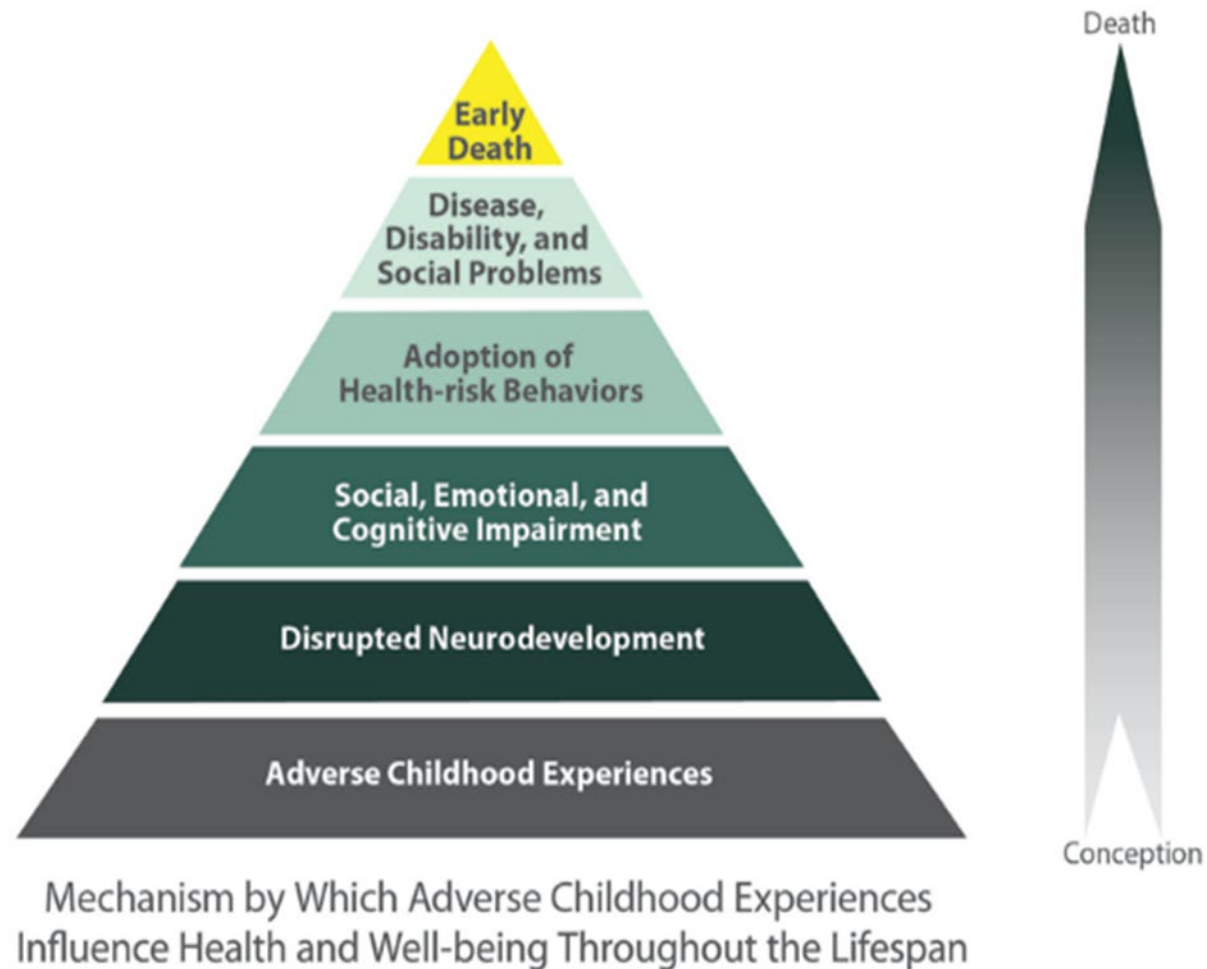 Death
Early
Death
Disease,
Disability, and
Social Problems
Adoption of
Health-risk Behaviors
Social, Emotional, and
Cognitive Impairment
Disrupted Neurodevelopment
Adverse Childhood Experiences
Conception
Mechanism by Which Adverse Childhood Experiences
Influence Health and Well-being Throughout the Lifespan